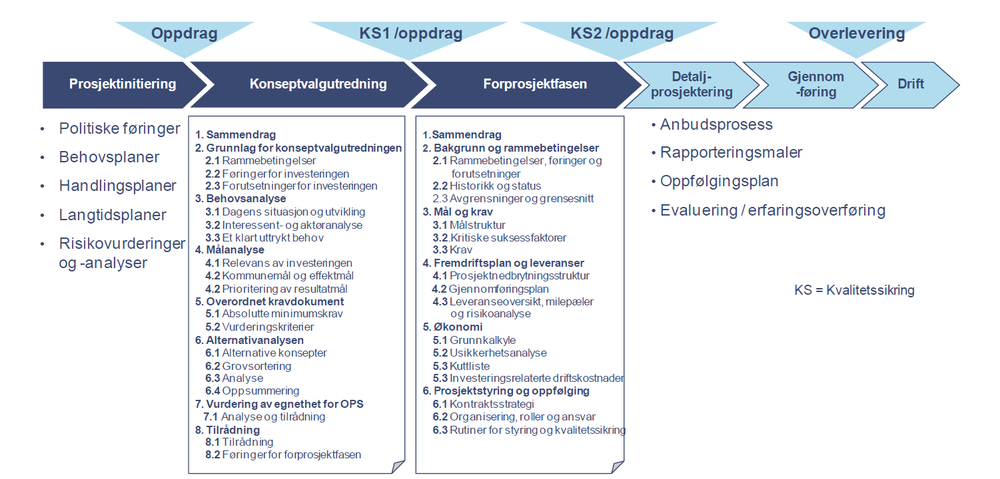 Oppdrag
KS1 /oppdrag
KS2 /oppdrag
Overlevering
Prosjektinitiering
Konseptvalgutredning
Forprosjektfasen
Detalj-
prosjektering
Gjennom
-føring
Drift
• Politiske føringer
• Behovsplaner
• Handlingsplaner
• Langtidsplaner
• Risikovurderinger
og -analyser
1. Sammendrag
2. Grunnlag for konseptvalgutredningen
2.1 Rammebetingelser
2.2 Føringer for investeringen
2.3 Forutsetninger for investeringen
3. Behovsanalyse
3.1 Dagens situasjon og utvikling
3.2 Interessent- og aktøranalyse
3.3 Et klart uttrykt behov
4. Målanalyse
4.1 Relevans av investeringen
4.2 Kommunemål og effektmål
4.2 Prioritering av resultatmål
5. Overordnet kravdokument
5.1 Absolutte minimumskrav
5.2 Vurderingskriterier
6. Alternativanalysen
6.1 Alternative konsepter
6.2 Grovsortering
6.3 Analyse
6.4 Oppsummering
7. Vurdering av egnethet for OPS
7.1 Analyse og tilrådning
8. Tilrådning
8.1 Tilrådning
8.2 Føringer for forprosjektfasen
1. Sammendrag
2. Bakgrunn og rammebetingelser
2.1 Rammebetingelser, føringer og
forutsetninger
2.2 Historikk og status
2.3 Avgrensninger og grensesnitt
3. Mål og krav
3.1 Målstruktur
3.2. Kritiske suksessfaktorer
3.3 Krav
4. Fremdriftsplan og leveranser
4.1 Prosjektnedbrytningsstruktur
4.2 Gjennomføringsplan
4.3 Leveranseoversikt, milepæler
og risikoanalyse
5. Økonomi
5.1 Grunnkalkyle
5.2 Usikkerhetsanalyse
5.3 Kuttliste
5.3 Investeringsrelaterte driftskostnader
6. Prosjektstyring og oppfølging
6.1 Kontraktsstrategi
6.2 Organisering, roller og ansvar
6.3 Rutiner for styring og kvalitetssikring
• Anbudsprosess
• Rapporteringsmaler
• Oppfølgingsplan
• Evaluering / erfaringsoverføring
KS = Kvalitetssikring